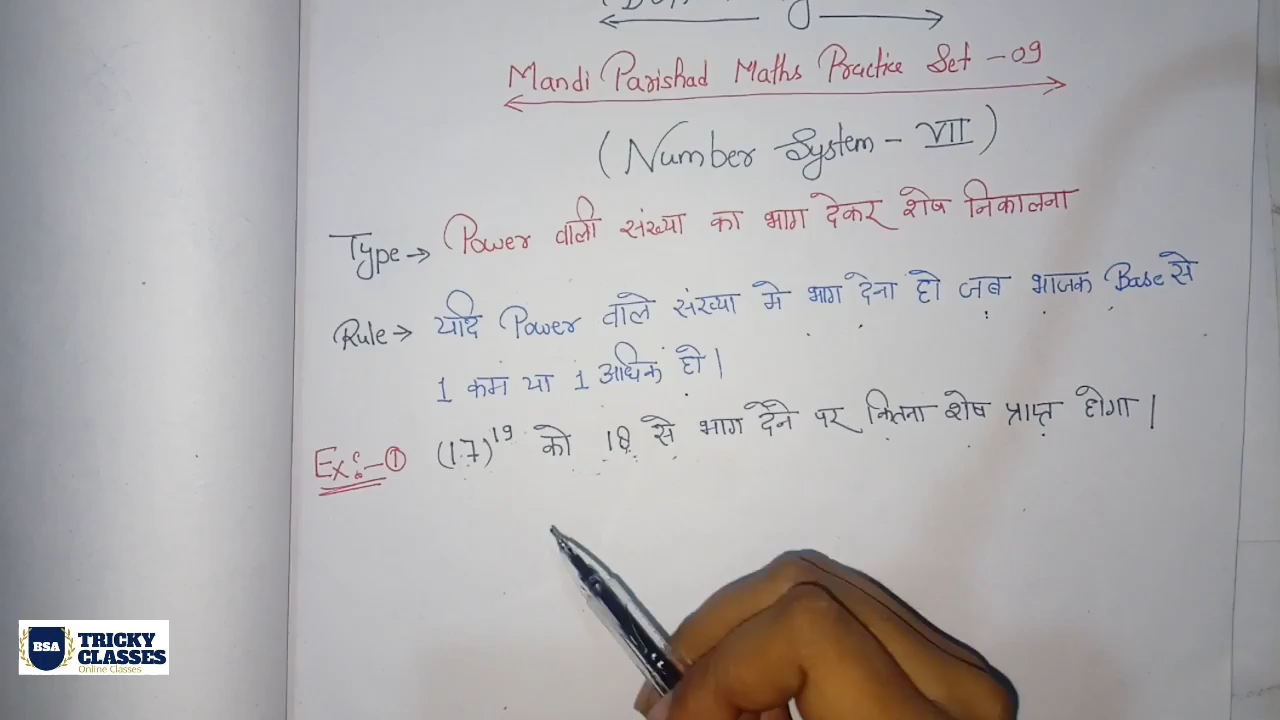 Mandi Parishad Maths Practice Set - 09
(Number System - VII)
Type → Power वाली संख्या का भाग देकर शेष निकालना
Rule → यदि Power वाले संख्या मे भाग देना हो जब भाजक Base से
1 कम या 1 अधिक हो।
Ex:-① (17)¹⁹ को 18 से भाग देने पर कितना शेष प्राप्त होगा।
BSA
TRICKY
CLASSES
Online Classes